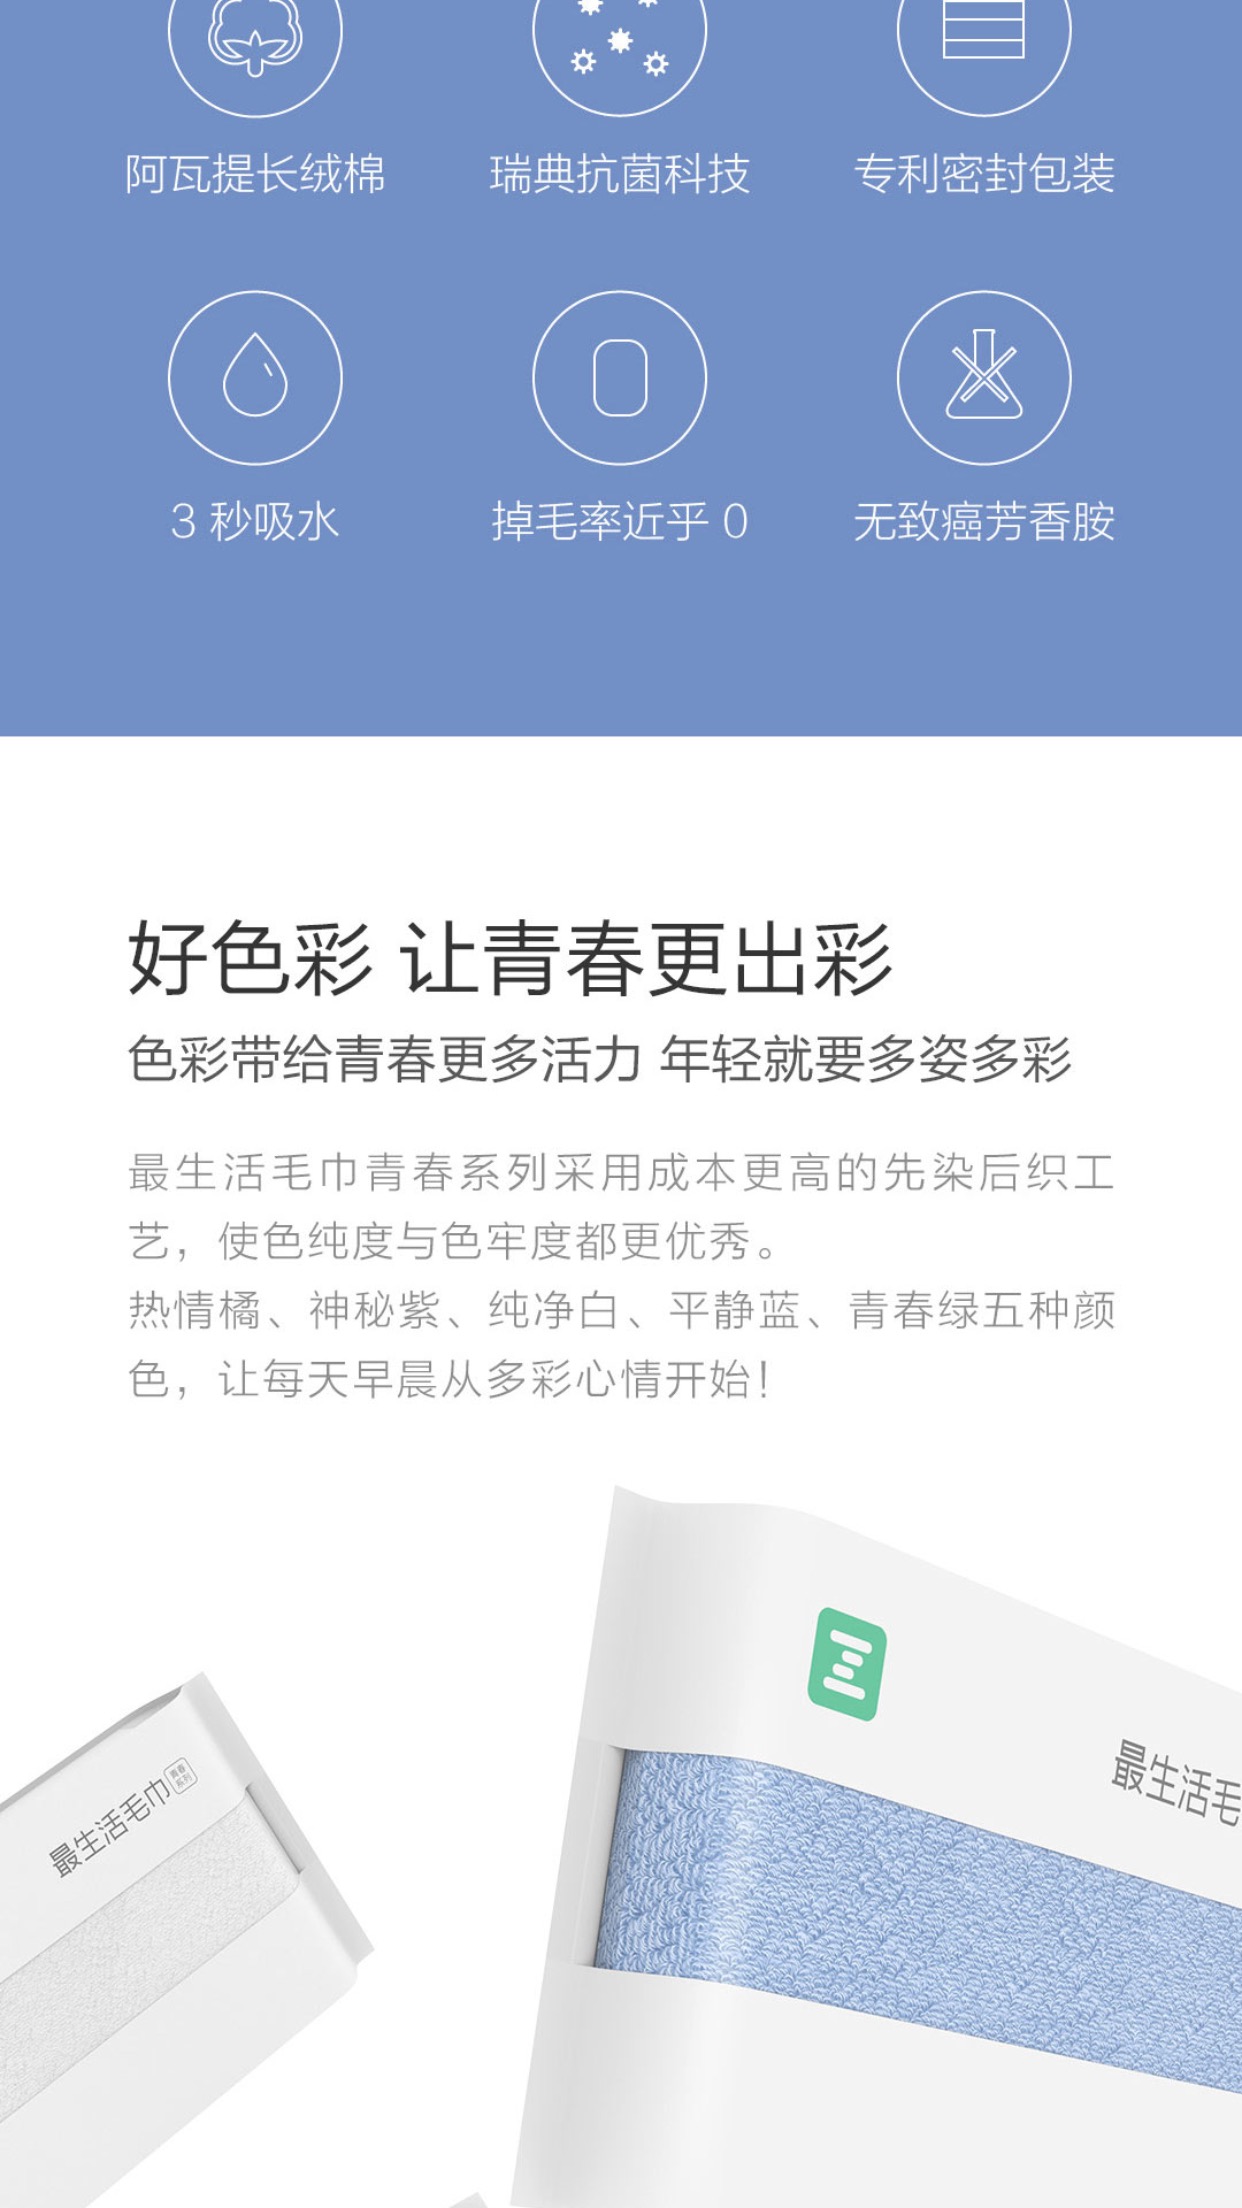 阿瓦提长绒棉 瑞典抗菌科技 专利密封包装
3 秒吸水 掉毛率近乎 0 无致癌芳香胺
好色彩 让青春更出彩
色彩带给青春更多活力 年轻就要多姿多彩
最生活毛巾青春系列采用成本更高的先染后织工
艺，使色纯度与色牢度都更优秀。
热情橘、神秘紫、纯净白、平静蓝、青春绿五种颜
色，让每天早晨从多彩心情开始！
最生活毛
最生活毛巾 青春系列